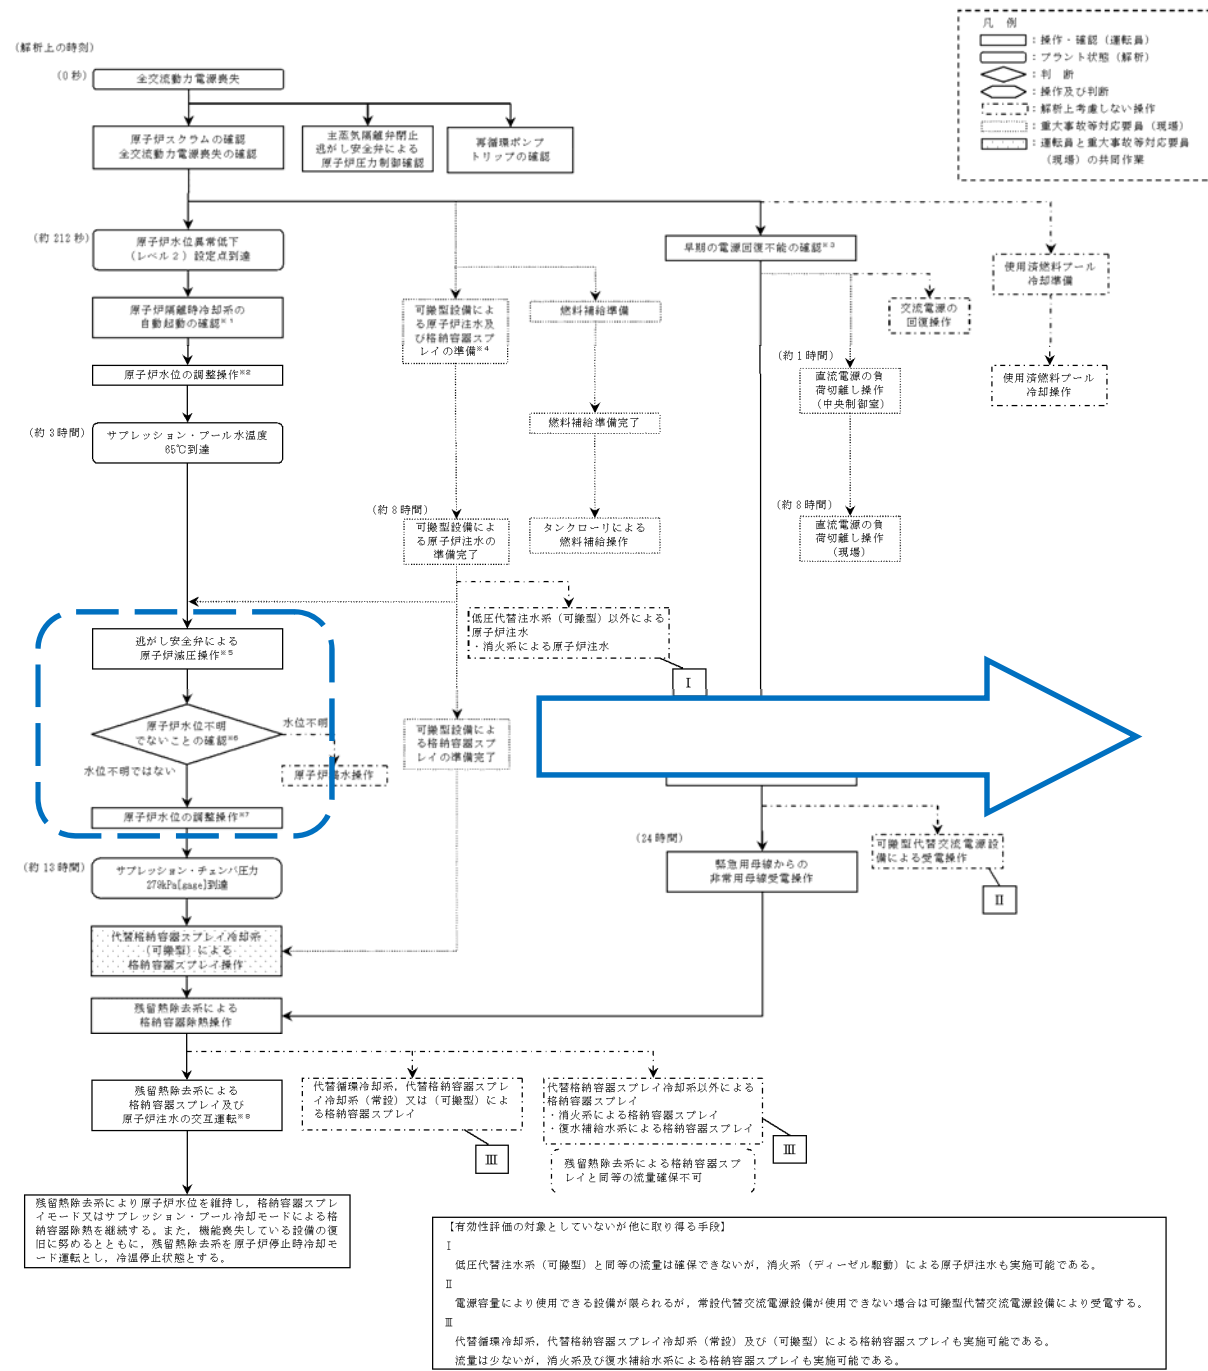 凡 例
：操作・確認（運転員）
：プラント状態（解析）
：判 断
：操作及び判断
：解析上考慮しない操作
：重大事故等対応要員（現場）
：運転員と重大事故等対応要員
（現場）の共同作業
（解析上の時刻）
（0秒）
全交流動力電源喪失
原子炉スクラムの確認
全交流動力電源喪失の確認
主蒸気隔離弁閉止
逃がし安全弁による
原子炉圧力制御確認
再循環ポンプ
トリップの確認
（約212秒）
原子炉水位異常低下
（レベル２）設定点到達
早期の電源回復不能の確認※3
使用済燃料プール
冷却準備
原子炉隔離時冷却系の
自動起動の確認※1
可搬型設備によ
る原子炉注水及
び格納容器スプ
レイの準備※4
燃料補給準備
交流電源の
回復操作
（約1時間）
原子炉水位の調整操作※2
直流電源の負
荷切離し操作
（中央制御室）
使用済燃料プール
冷却操作
（約3時間）
サプレッション・プール水温度
65℃到達
燃料補給準備完了
（約8時間）
可搬型設備によ
る原子炉注水の
準備完了
タンクローリによる
燃料補給操作
（約8時間）
直流電源の負
荷切離し操作
（現場）
低圧代替注水系（可搬型）以外による
原子炉注水
・消火系による原子炉注水
Ⅰ
逃がし安全弁による
原子炉減圧操作※5
原子炉水位不明
でないことの確認※6
水位不明
原子炉満水操作
水位不明ではない
可搬型設備によ
る格納容器スプ
レイの準備完了
原子炉水位の調整操作※7
（約13時間）
サプレッション・チェンバ圧力
279kPa[gage]到達
（24時間）
緊急用母線からの
非常用母線受電操作
可搬型代替交流電源設
備による受電操作
Ⅱ
代替格納容器スプレイ冷却系
（可搬型）による
格納容器スプレイ操作
残留熱除去系による
格納容器除熱操作
残留熱除去系による
格納容器スプレイ及び
原子炉注水の交互運転※8
代替循環冷却系，代替格納容器スプレ
イ冷却系（常設）又は（可搬型）によ
る格納容器スプレイ
Ⅲ
代替格納容器スプレイ冷却系以外による
格納容器スプレイ
・消火系による格納容器スプレイ
・復水補給水系による格納容器スプレイ
Ⅲ
残留熱除去系による格納容器スプ
レイと同等の流量確保不可
残留熱除去系により原子炉水位を維持し，格納容器スプレ
イモード又はサプレッション・プール冷却モードによる格
納容器除熱を継続する。また，機能喪失している設備の復
旧に努めるとともに，残留熱除去系を原子炉停止時冷却モ
ード運転とし，冷温停止状態とする。
【有効性評価の対象としていないが他に取り得る手段】
Ⅰ
低圧代替注水系（可搬型）と同等の流量は確保できないが，消火系（ディーゼル駆動）による原子炉注水も実施可能である。
Ⅱ
電源容量により使用できる設備が限られるが，常設代替交流電源設備が使用できない場合は可搬型代替交流電源設備により受電する。
Ⅲ
代替循環冷却系，代替格納容器スプレイ冷却系（常設）及び（可搬型）による格納容器スプレイも実施可能である。
流量は少ないが，消火系及び復水補給水系による格納容器スプレイも実施可能である。